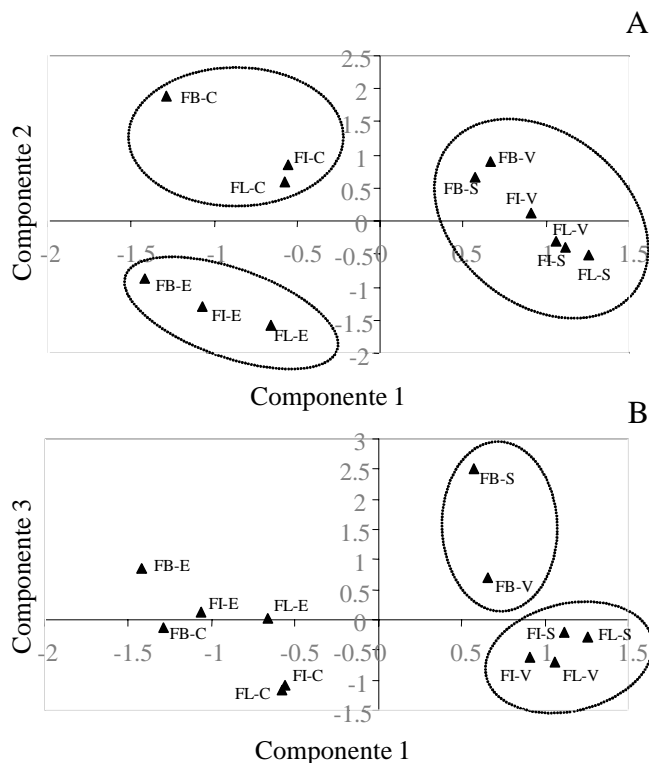 A
2.5
2
FB-C
1.5
FI-C
1
FB-V
FL-C
0.5
FB-S
FI-V
0
FL-V
-2
-1.5
-1
-0.5
0
0.5
1
1.5
-0.5
FI-S
FL-S
FB-E
-1
FI-E
-1.5
FL-E
-2
Componente 2
Componente 1
B
3
2.5
FB-S
2
1.5
FB-E
1
FB-V
FI-E
FL-E
0.5
0
FB-C
FI-S
FL-S
-2
-1.5
-1
-0.5
0
0.5
1
1.5
-0.5
FI-C
FI-V
FL-V
FL-C
-1
-1.5
Componente 3
Componente 1